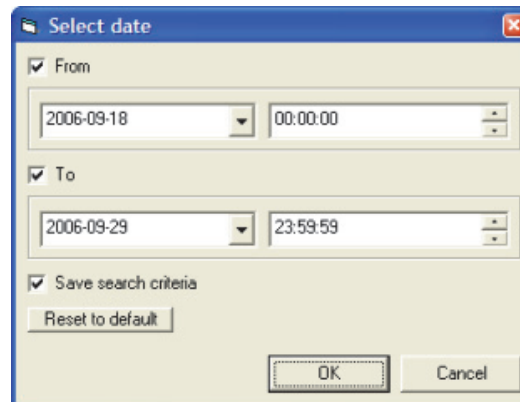 Select date
From
2006-09-18 00:00:00
To
2006-09-29 23:59:59
Save search criteria
Reset to default
OK Cancel